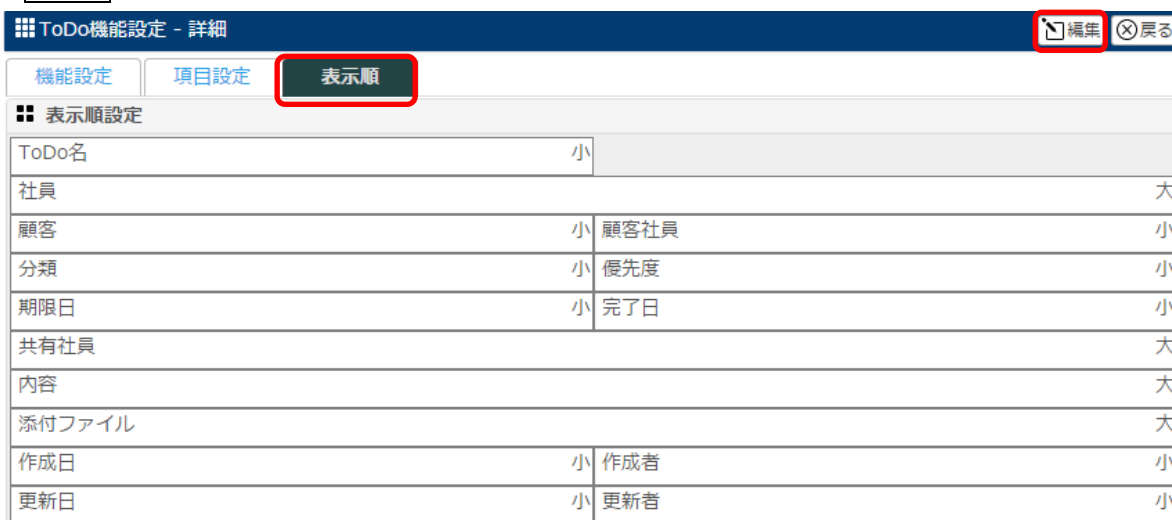 ToDo機能設定 - 詳細 編集 戻る
機能設定 項目設定 表示順
表示順設定
ToDo名 小
社員 大
顧客 小 顧客社員 小
分類 小 優先度 小
期限日 小 完了日 小
共有社員 大
内容 大
添付ファイル 大
作成日 小 作成者 小
更新日 小 更新者 小